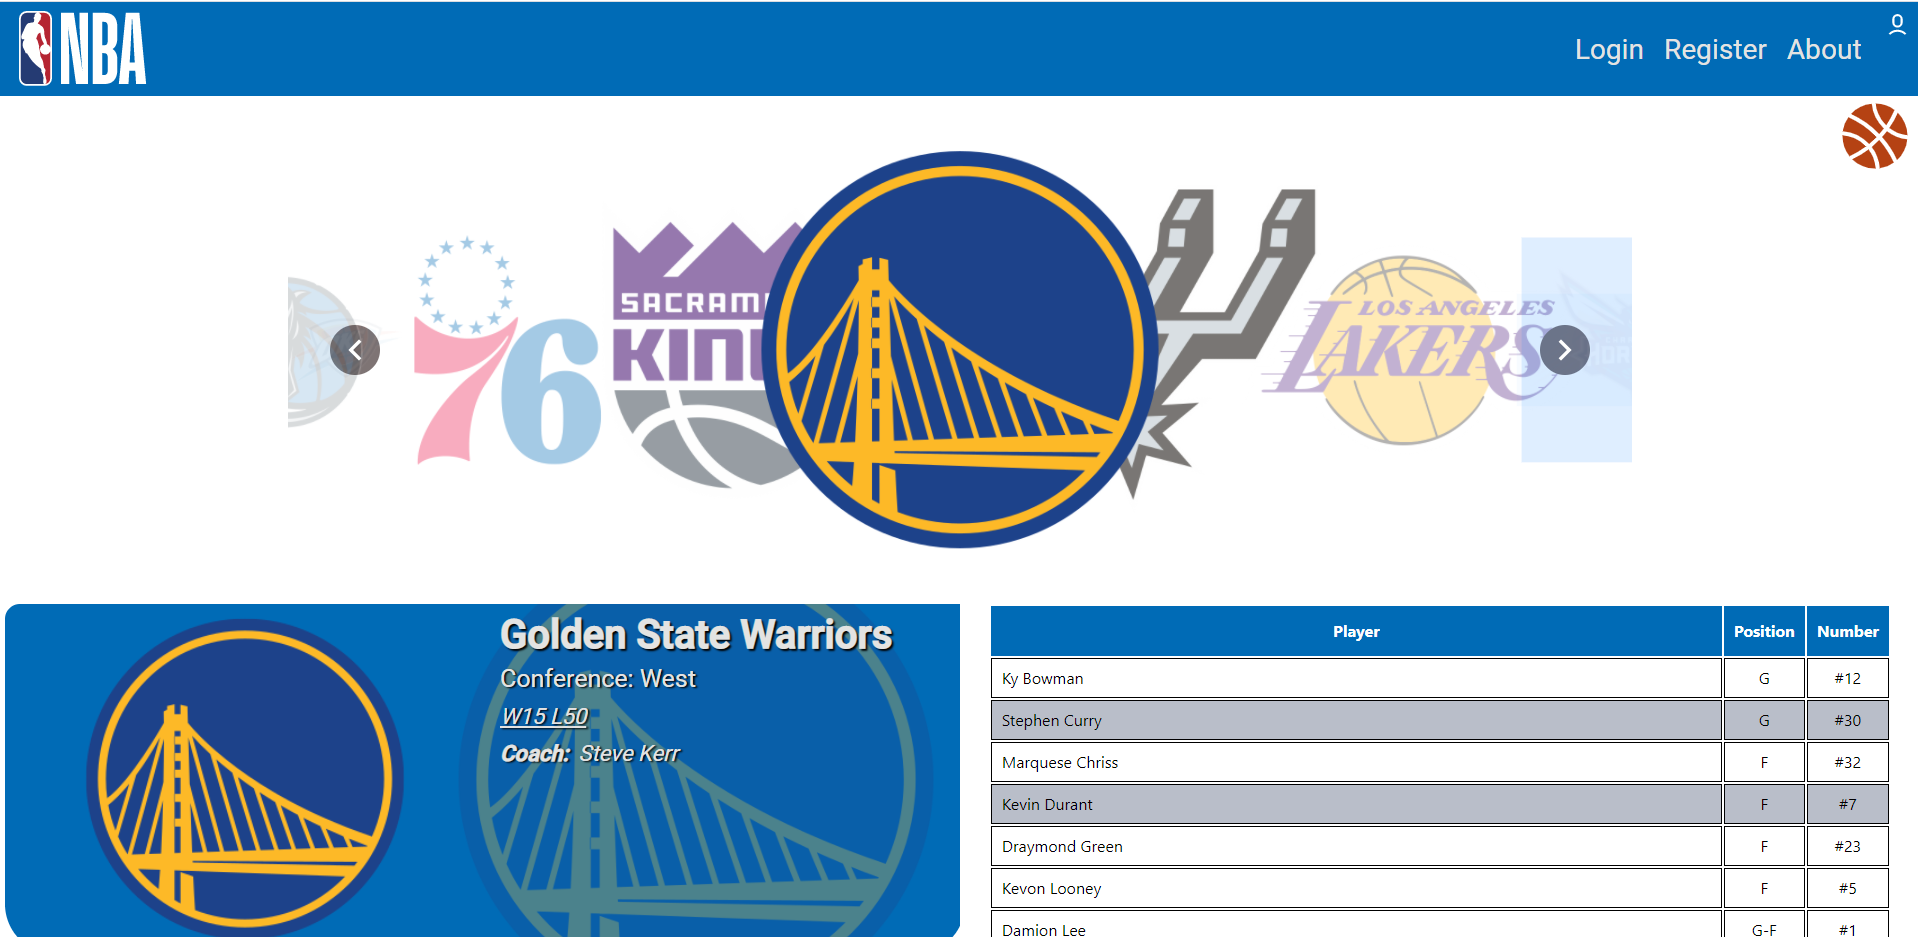 NBA
Login Register About
76
SACRAM
KIN
LOS ANGELES
LAKERS
Golden State Warriors
Conference: West
W15 L50
Coach: Steve Kerr
Player Position Number
Ky Bowman G #12
Stephen Curry G #30
Marquese Chriss F #32
Kevin Durant F #7
Draymond Green F #23
Kevon Looney F #5
Damion Lee G-F #1